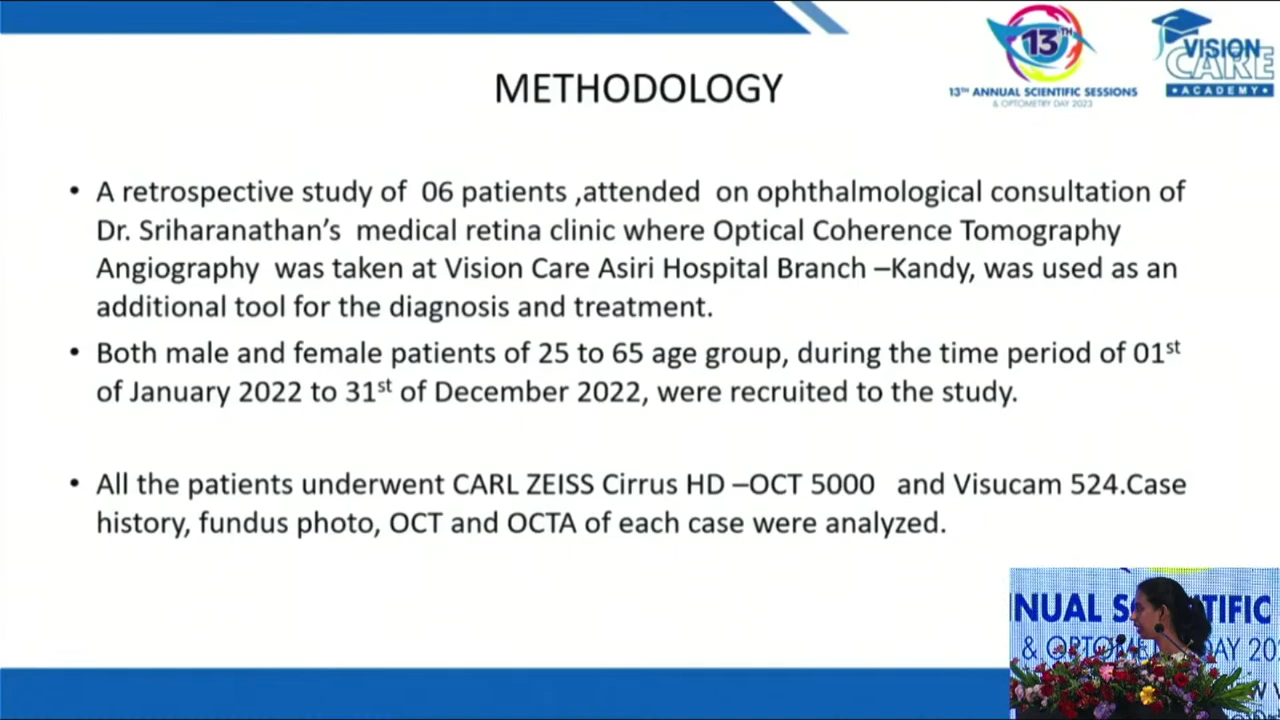 13TH
13TH ANNUAL SCIENTIFIC SESSIONS
& OPTOMETRY DAY 2023
VISION
CARE
•ACADEMY•
METHODOLOGY
• A retrospective study of 06 patients ,attended on ophthalmological consultation of
Dr. Sriharanathan's medical retina clinic where Optical Coherence Tomography
Angiography was taken at Vision Care Asiri Hospital Branch –Kandy, was used as an
additional tool for the diagnosis and treatment.
• Both male and female patients of 25 to 65 age group, during the time period of 01st
of January 2022 to 31st of December 2022, were recruited to the study.
• All the patients underwent CARL ZEISS Cirrus HD –OCT 5000 and Visucam 524.Case
history, fundus photo, OCT and OCTA of each case were analyzed.
NUAL S TIFIC
& OPTOME DAY 202